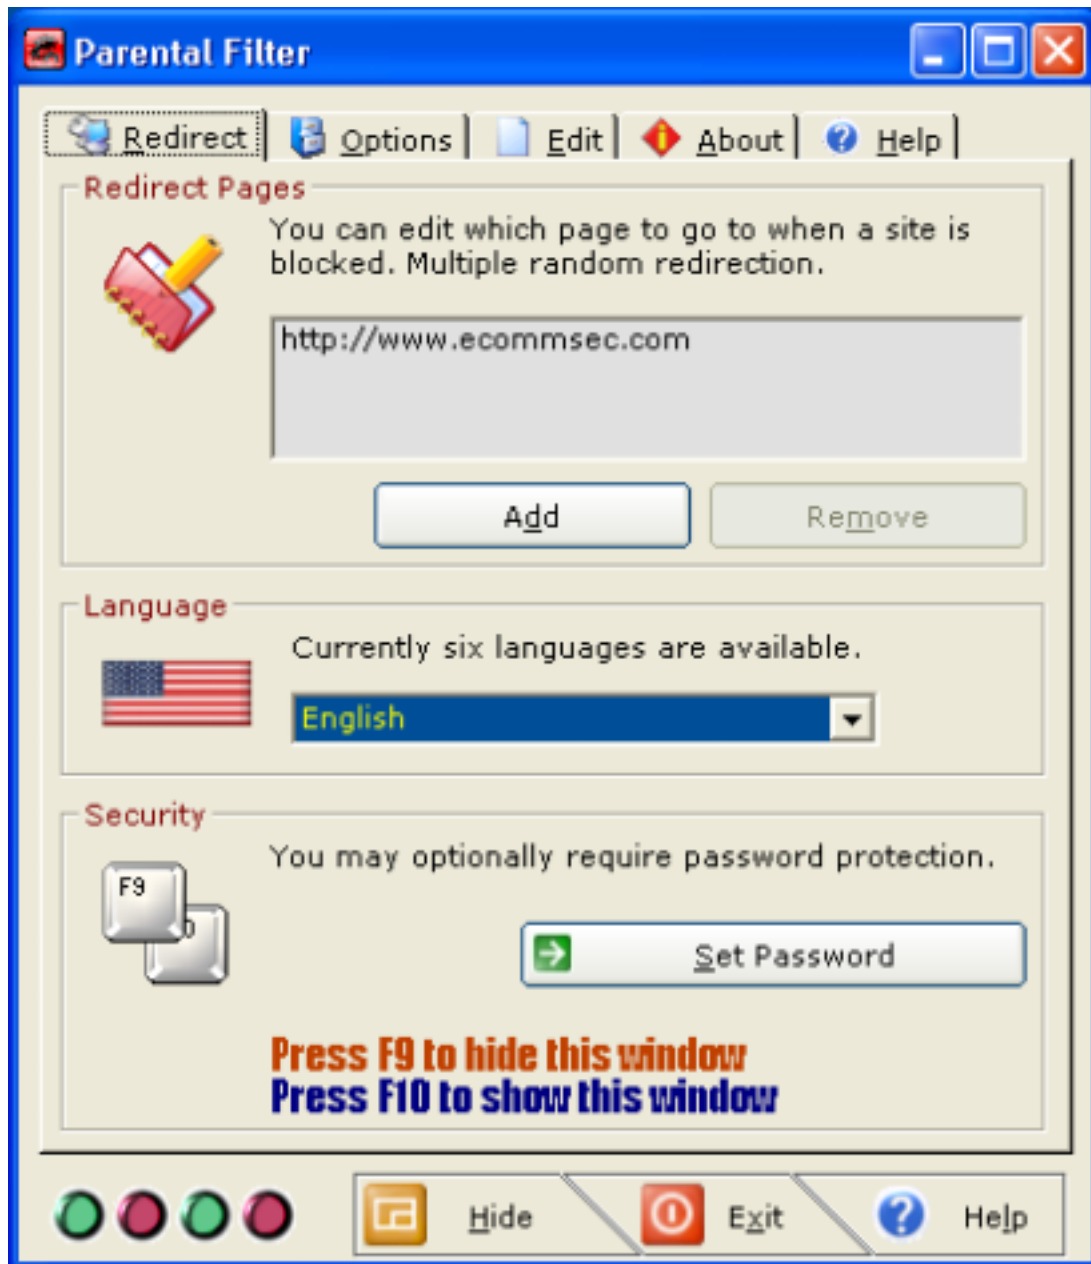 Parental Filter
Redirect Options Edit About Help
Redirect Pages
You can edit which page to go to when a site is
blocked. Multiple random redirection.
http://www.ecommsec.com
Add Remove
Language
Currently six languages are available.
English
Security
You may optionally require password protection.
F9
Set Password
Press F9 to hide this window
Press F10 to show this window
Hide Exit Help